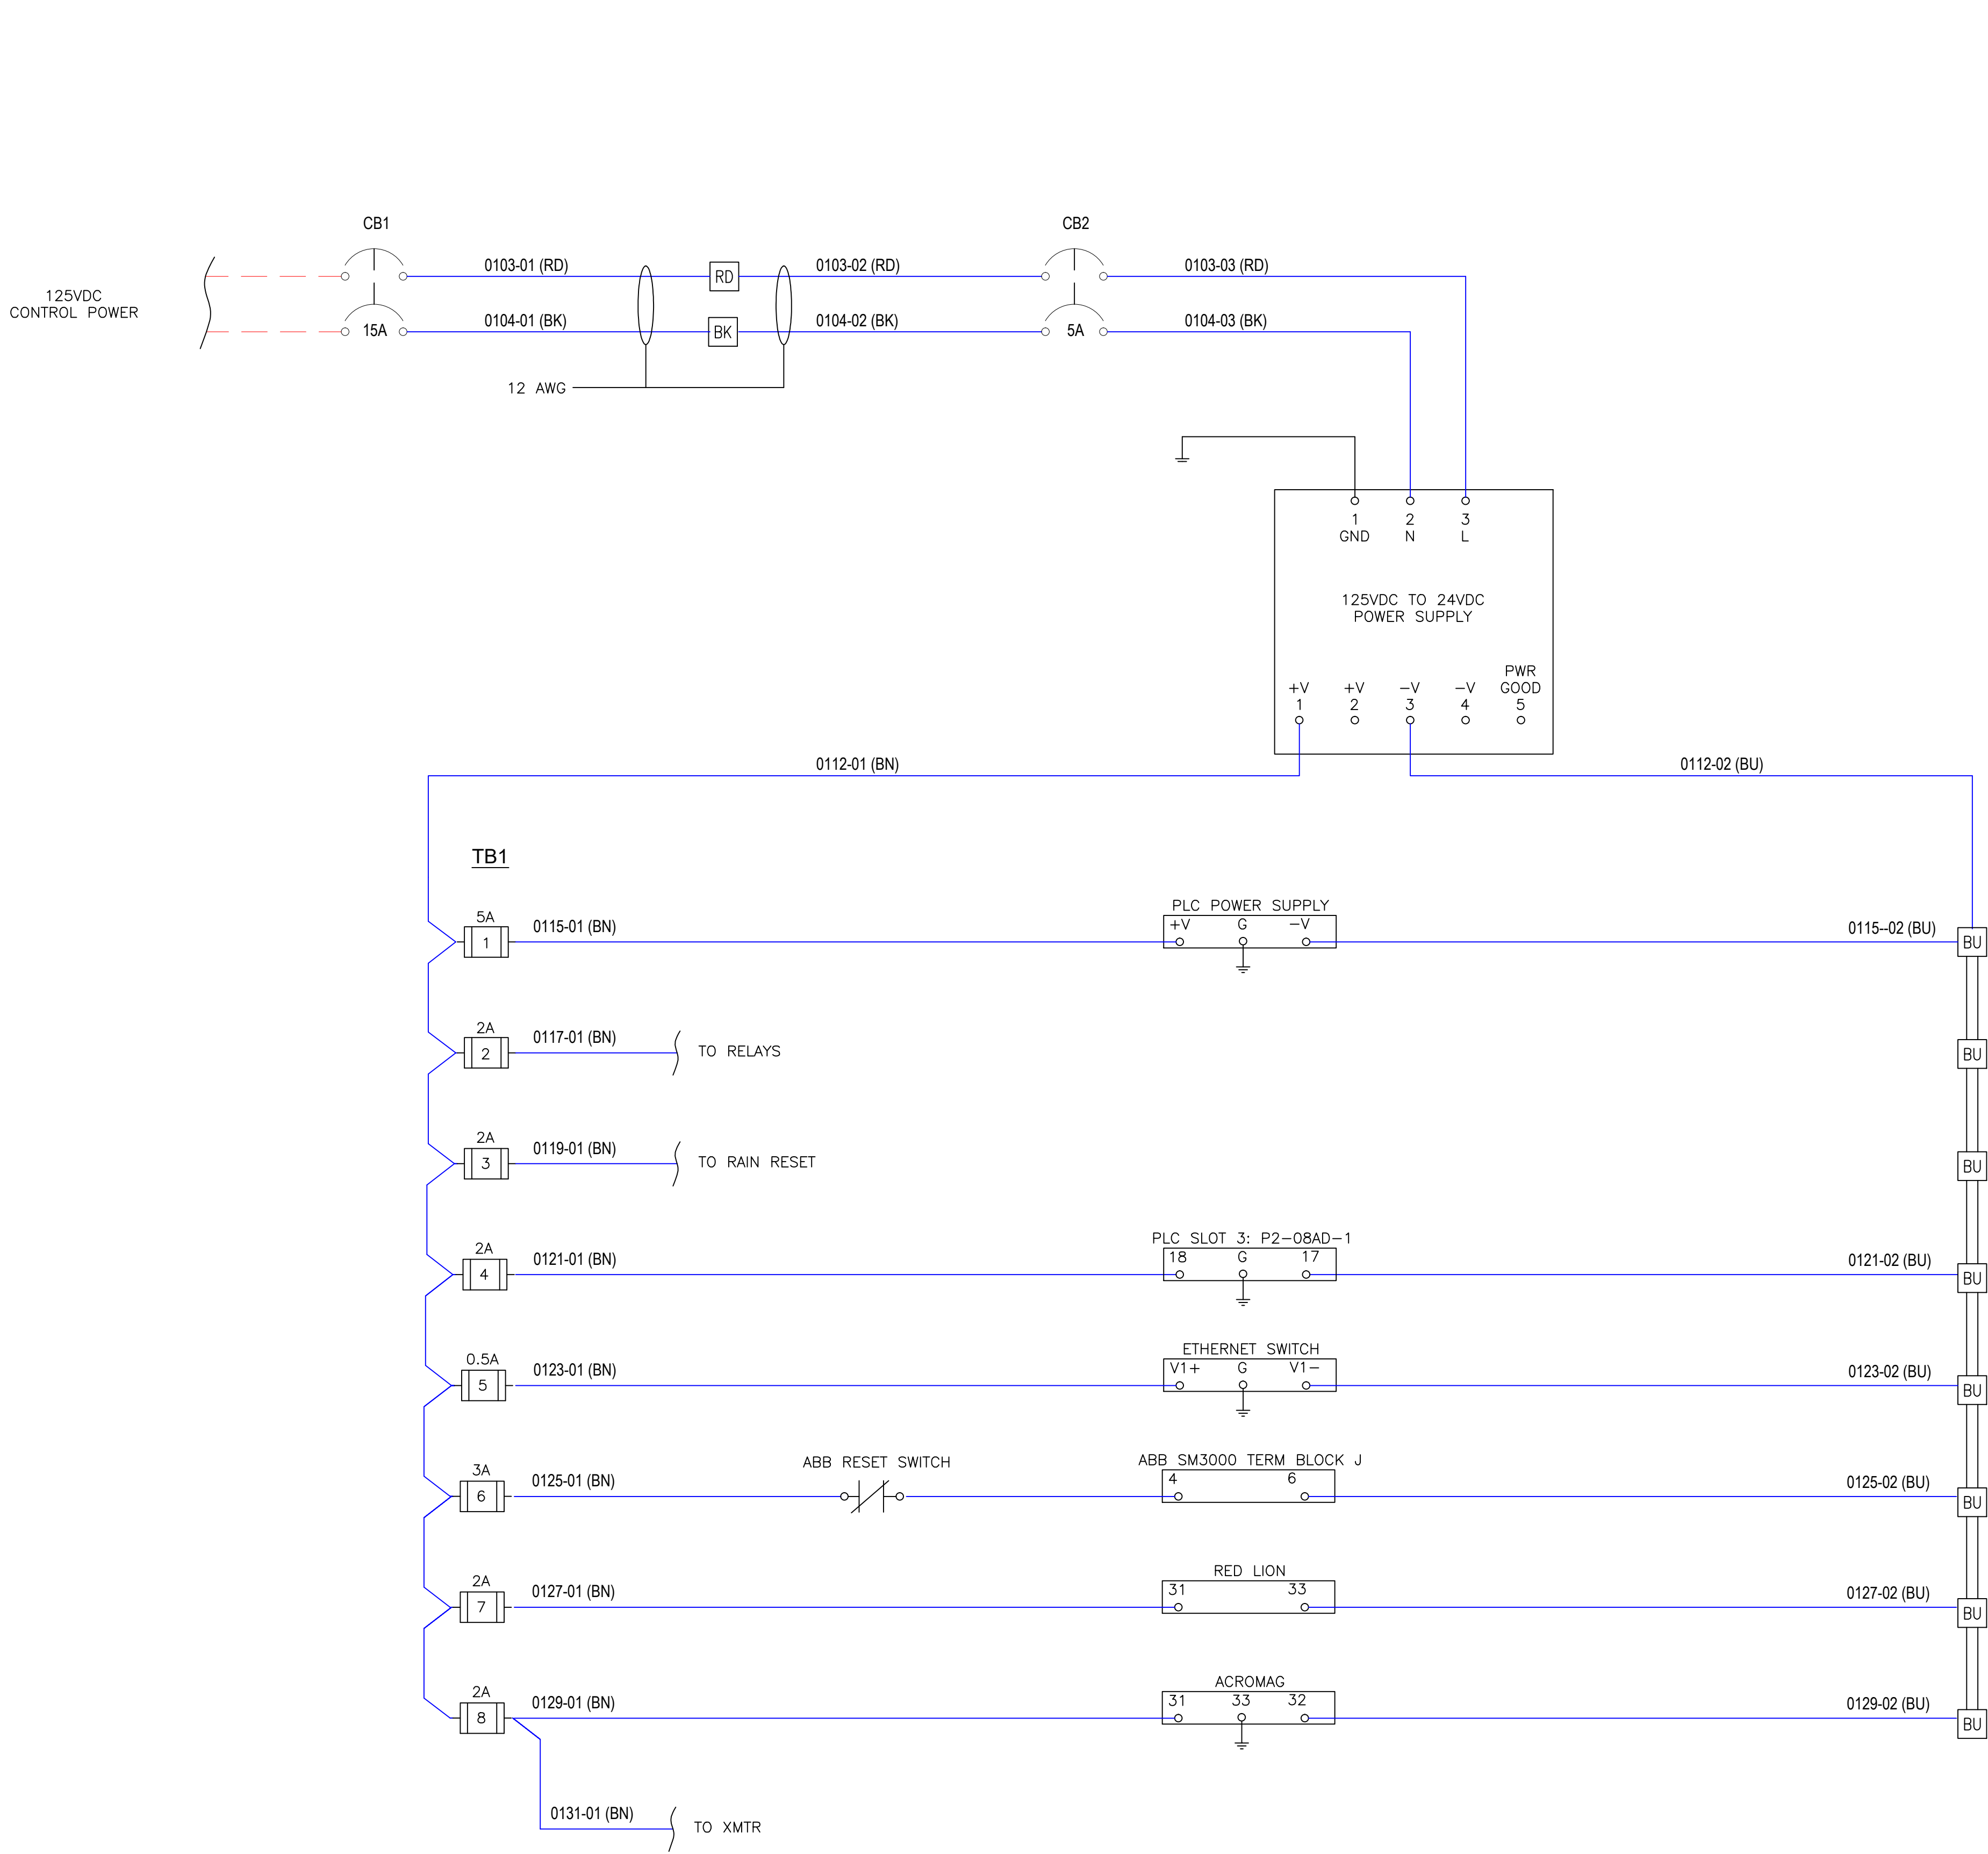 CB1
CB2
0103-01 (RD)
RD
0103-02 (RD)
0103-03 (RD)
125VDC
CONTROL POWER
15A
0104-01 (BK)
BK
0104-02 (BK)
5A
0104-03 (BK)
12 AWG
1
2
3
GND
N
L
125VDC TO 24VDC
POWER SUPPLY
PWR
+V
+V
−V
−V
GOOD
1
2
3
4
5
0112-01 (BN)
0112-02 (BU)
TB1
5A
1
0115-01 (BN)
PLC POWER SUPPLY
+V
G
−V
0115--02 (BU)
BU
2A
2
0117-01 (BN)
TO RELAYS
BU
2A
3
0119-01 (BN)
TO RAIN RESET
BU
2A
4
0121-01 (BN)
PLC SLOT 3: P2−08AD−1
18
G
17
0121-02 (BU)
BU
0.5A
5
0123-01 (BN)
ETHERNET SWITCH
V1+
G
V1−
0123-02 (BU)
BU
3A
6
0125-01 (BN)
ABB RESET SWITCH
ABB SM3000 TERM BLOCK J
4
6
0125-02 (BU)
BU
2A
7
0127-01 (BN)
RED LION
31
33
0127-02 (BU)
BU
2A
8
0129-01 (BN)
ACROMAG
31
33
32
0129-02 (BU)
BU
0131-01 (BN)
TO XMTR